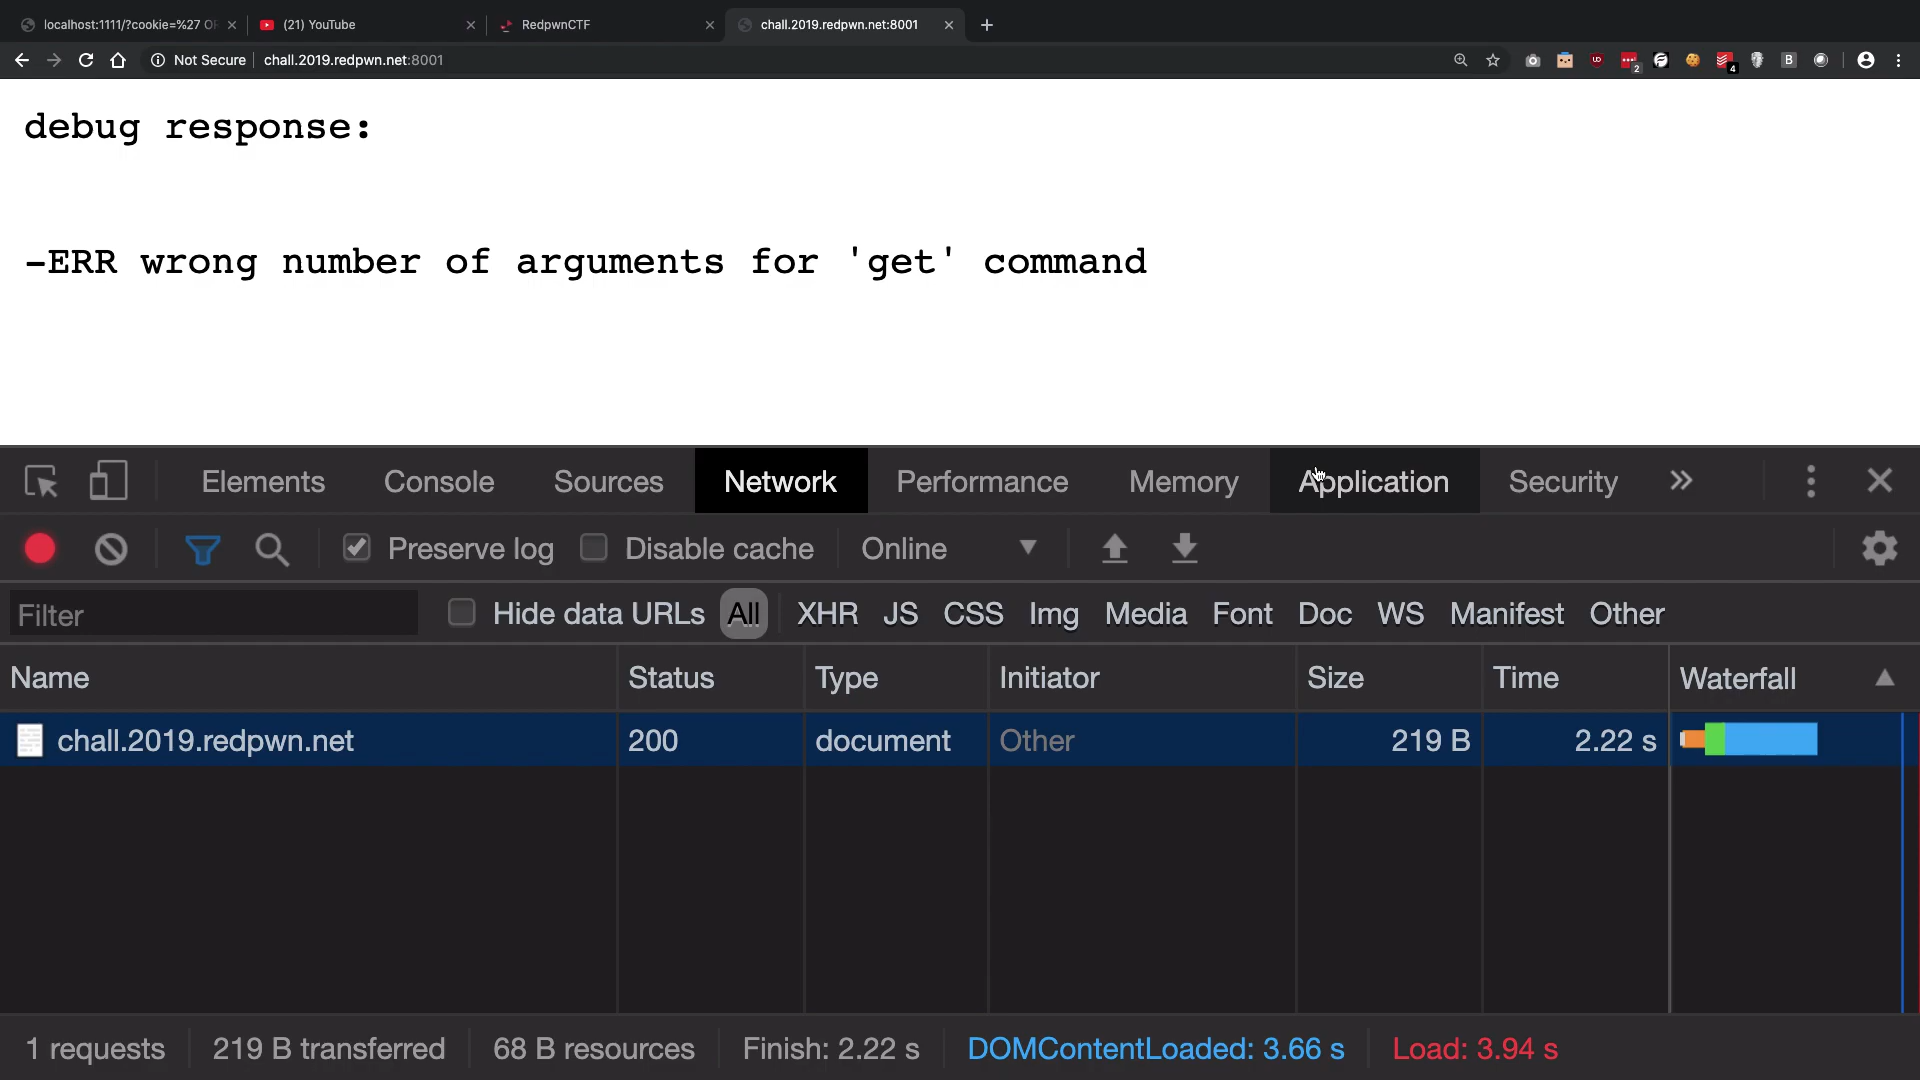 localhost:1111/?cookie=%27 OF
(21) YouTube
RedpwnCTF
chall.2019.redpwn.net:8001
Not Secure
chall.2019.redpwn.net:8001
UO
2
4
B
debug response:
-ERR wrong number of arguments for 'get' command
Elements Console Sources Network Performance Memory Application Security
Preserve log Disable cache Online
Filter Hide data URLs All XHR JS CSS Img Media Font Doc WS Manifest Other
Name Status Type Initiator Size Time Waterfall
chall.2019.redpwn.net 200 document Other 219 B 2.22 s
1 requests 219 B transferred 68 B resources Finish: 2.22 s DOMContentLoaded: 3.66 s Load: 3.94 s